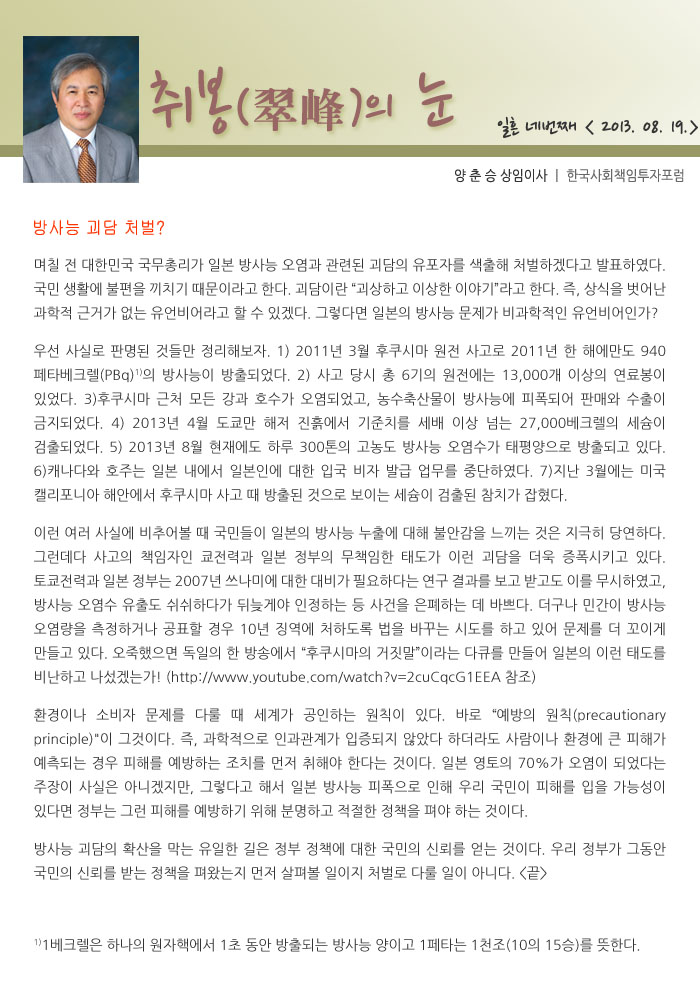 취봉(翠峰)의 눈
일흔 네번째 < 2013. 08. 19.>
양 춘 승 상임이사 ㅣ 한국사회책임투자포럼
방사능 괴담 처벌?
며칠 전 대한민국 국무총리가 일본 방사능 오염과 관련된 괴담의 유포자를 색출해 처벌하겠다고 발표하였다.
국민 생활에 불편을 끼치기 때문이라고 한다. 괴담이란 “괴상하고 이상한 이야기”라고 한다. 즉, 상식을 벗어난
과학적 근거가 없는 유언비어라고 할 수 있겠다. 그렇다면 일본의 방사능 문제가 비과학적인 유언비어인가?
우선 사실로 판명된 것들만 정리해보자. 1) 2011년 3월 후쿠시마 원전 사고로 2011년 한 해에만도 940
페타베크렐(PBq)¹⁾의 방사능이 방출되었다. 2) 사고 당시 총 6기의 원전에는 13,000개 이상의 연료봉이
있었다. 3)후쿠시마 근처 모든 강과 호수가 오염되었고, 농수축산물이 방사능에 피폭되어 판매와 수출이
금지되었다. 4) 2013년 4월 도쿄만 해저 진흙에서 기준치를 세배 이상 넘는 27,000베크렐의 세슘이
검출되었다. 5) 2013년 8월 현재에도 하루 300톤의 고농도 방사능 오염수가 태평양으로 방출되고 있다.
6)캐나다와 호주는 일본 내에서 일본인에 대한 입국 비자 발급 업무를 중단하였다. 7)지난 3월에는 미국
캘리포니아 해안에서 후쿠시마 사고 때 방출된 것으로 보이는 세슘이 검출된 참치가 잡혔다.
이런 여러 사실에 비추어볼 때 국민들이 일본의 방사능 누출에 대해 불안감을 느끼는 것은 지극히 당연하다.
그런데다 사고의 책임자인 쿄전력과 일본 정부의 무책임한 태도가 이런 괴담을 더욱 증폭시키고 있다.
토쿄전력과 일본 정부는 2007년 쓰나미에 대한 대비가 필요하다는 연구 결과를 보고 받고도 이를 무시하였고,
방사능 오염수 유출도 쉬쉬하다가 뒤늦게야 인정하는 등 사건을 은폐하는 데 바쁘다. 더구나 민간이 방사능
오염량을 측정하거나 공표할 경우 10년 징역에 처하도록 법을 바꾸는 시도를 하고 있어 문제를 더 꼬이게
만들고 있다. 오죽했으면 독일의 한 방송에서 “후쿠시마의 거짓말”이라는 다큐를 만들어 일본의 이런 태도를
비난하고 나섰겠는가! (http://www.youtube.com/watch?v=2cuCqcG1EEA 참조)
환경이나 소비자 문제를 다룰 때 세계가 공인하는 원칙이 있다. 바로 “예방의 원칙(precautionary
principle)"이 그것이다. 즉, 과학적으로 인과관계가 입증되지 않았다 하더라도 사람이나 환경에 큰 피해가
예측되는 경우 피해를 예방하는 조치를 먼저 취해야 한다는 것이다. 일본 영토의 70%가 오염이 되었다는
주장이 사실은 아니겠지만, 그렇다고 해서 일본 방사능 피폭으로 인해 우리 국민이 피해를 입을 가능성이
있다면 정부는 그런 피해를 예방하기 위해 분명하고 적절한 정책을 펴야 하는 것이다.
방사능 괴담의 확산을 막는 유일한 길은 정부 정책에 대한 국민의 신뢰를 얻는 것이다. 우리 정부가 그동안
국민의 신뢰를 받는 정책을 펴왔는지 먼저 살펴볼 일이지 처벌로 다룰 일이 아니다. <끝>
¹⁾1베크렐은 하나의 원자핵에서 1초 동안 방출되는 방사능 양이고 1페타는 1천조(10의 15승)를 뜻한다.